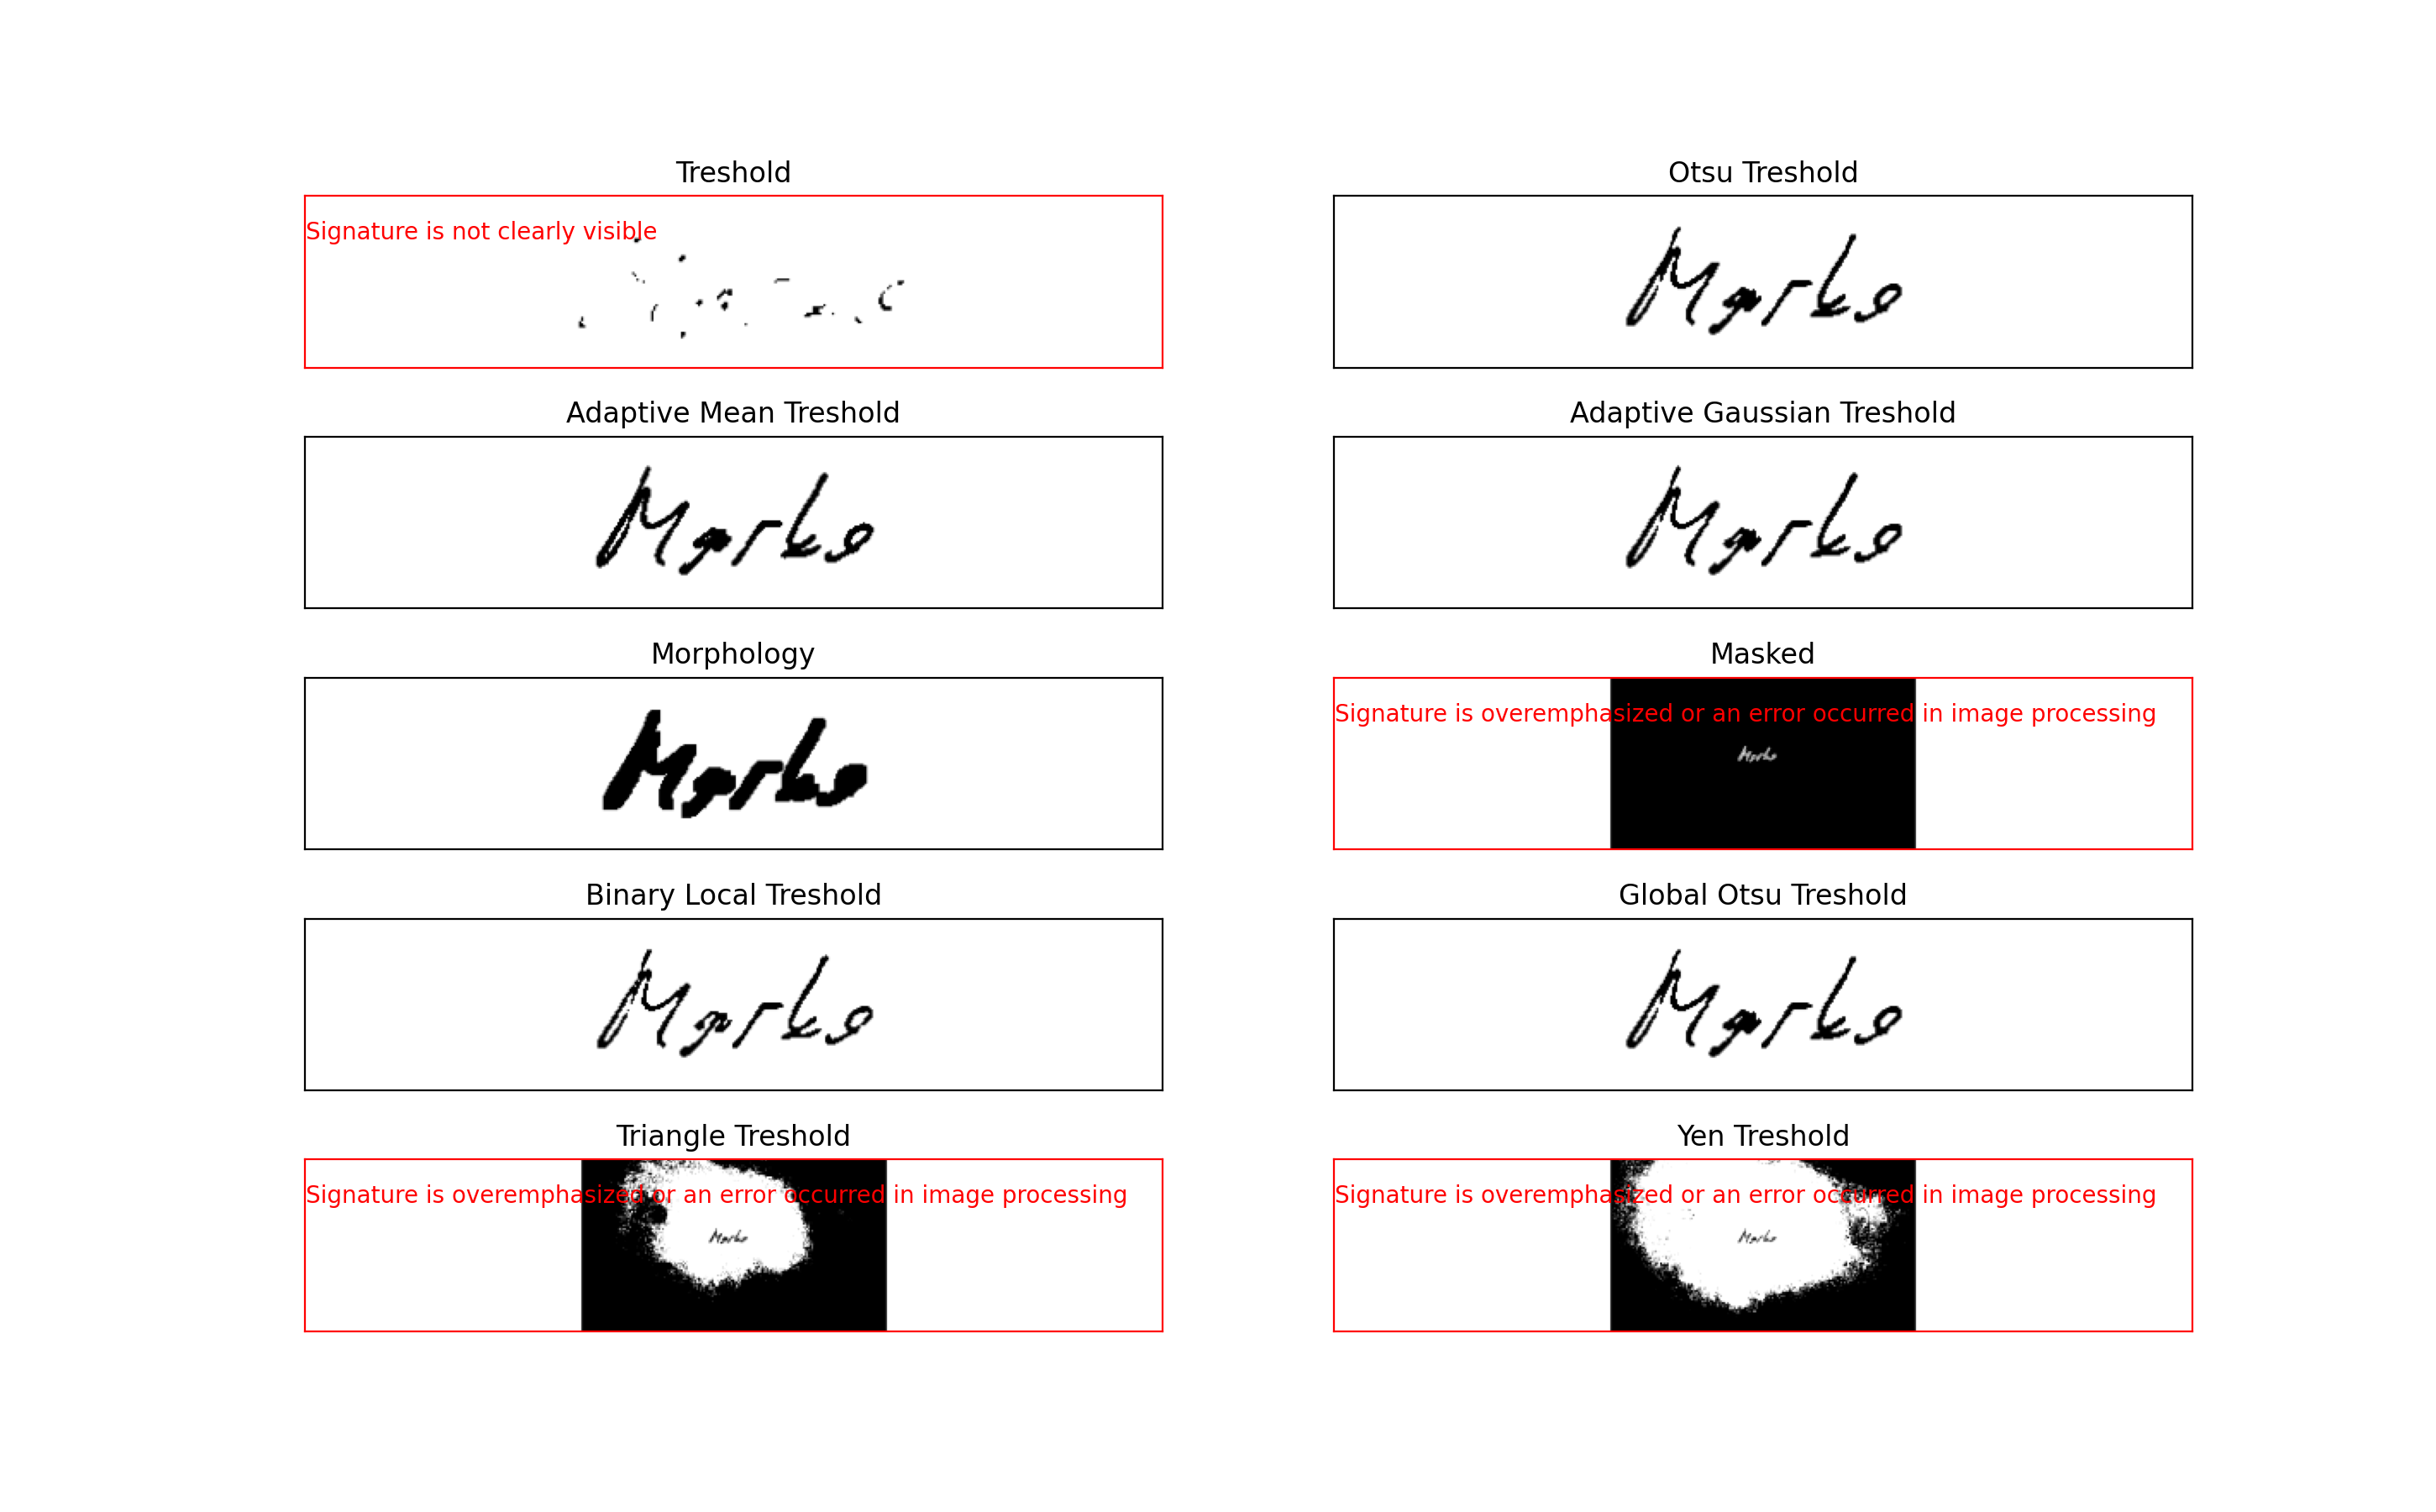 Treshold
Signature is not clearly visible
Otsu Treshold
Marko
Adaptive Mean Treshold
Marko
Adaptive Gaussian Treshold
Marko
Morphology
Marko
Masked
Signature is overemphasized or an error occurred in image processing
Marko
Binary Local Treshold
Marko
Global Otsu Treshold
Marko
Triangle Treshold
Signature is overemphasized or an error occurred in image processing
Marko
Yen Treshold
Signature is overemphasized or an error occurred in image processing
Marko